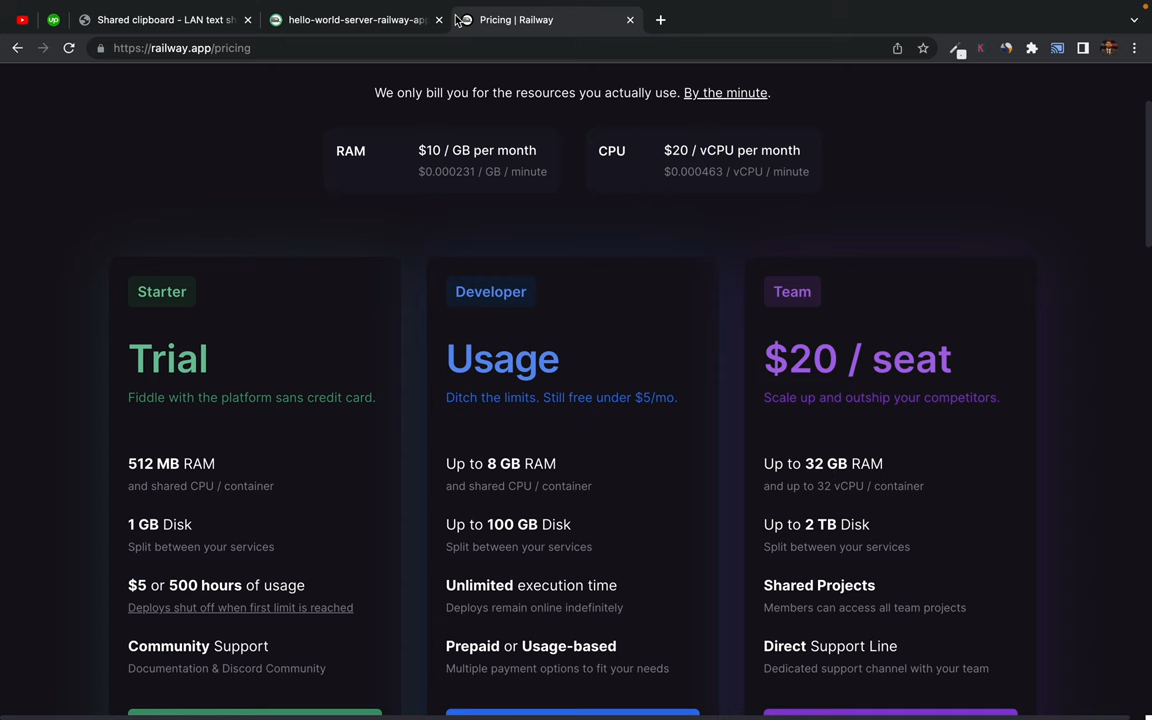 Shared clipboard - LAN text sh
hello-world-server-railway-app
Pricing | Railway
https://railway.app/pricing
We only bill you for the resources you actually use. By the minute.
RAM
$10 / GB per month
$0.000231 / GB / minute
CPU
$20 / vCPU per month
$0.000463 / vCPU / minute
Starter
Trial
Fiddle with the platform sans credit card.
512 MB RAM
and shared CPU / container
1 GB Disk
Split between your services
$5 or 500 hours of usage
Deploys shut off when first limit is reached
Community Support
Documentation & Discord Community
Developer
Usage
Ditch the limits. Still free under $5/mo.
Up to 8 GB RAM
and shared CPU / container
Up to 100 GB Disk
Split between your services
Unlimited execution time
Deploys remain online indefinitely
Prepaid or Usage-based
Multiple payment options to fit your needs
Team
$20 / seat
Scale up and outship your competitors.
Up to 32 GB RAM
and up to 32 vCPU / container
Up to 2 TB Disk
Split between your services
Shared Projects
Members can access all team projects
Direct Support Line
Dedicated support channel with your team